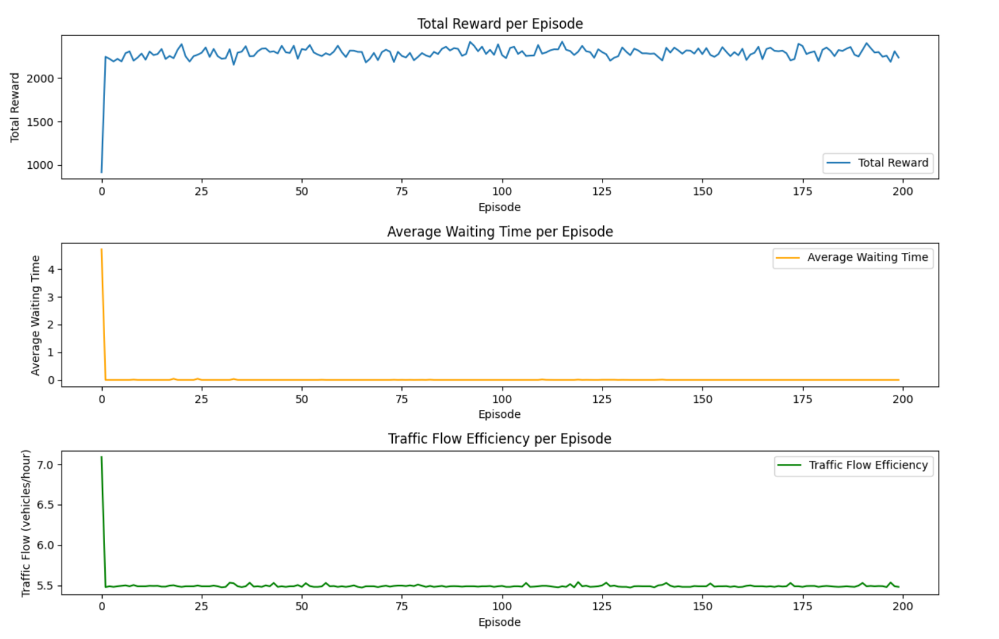 Total Reward per Episode
Total Reward
2000
1500
1000
Total Reward
0 25 50 75 100 125 150 175 200
Episode
Average Waiting Time per Episode
Average Waiting Time
4
3
2
1
0
Average Waiting Time
0 25 50 75 100 125 150 175 200
Episode
Traffic Flow Efficiency per Episode
Traffic Flow (vehicles/hour)
7.0
6.5
6.0
5.5
Traffic Flow Efficiency
0 25 50 75 100 125 150 175 200
Episode